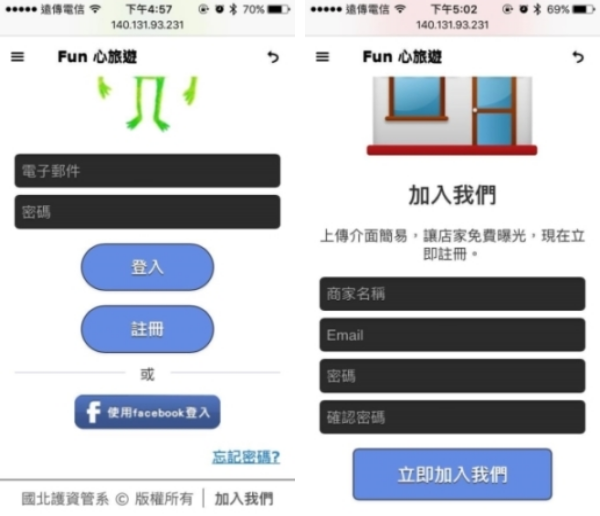 遠傳電信 下午4:57 70%
140.131.93.231
Fun 心旅遊
電子郵件
密碼
登入
註冊
或
f 使用facebook登入
忘記密碼?
國北護資管系 © 版權所有 | 加入我們
遠傳電信 下午5:02 69%
140.131.93.231
Fun 心旅遊
加入我們
上傳介面簡易，讓店家免費曝光，現在立
即註冊。
商家名稱
Email
密碼
確認密碼
立即加入我們